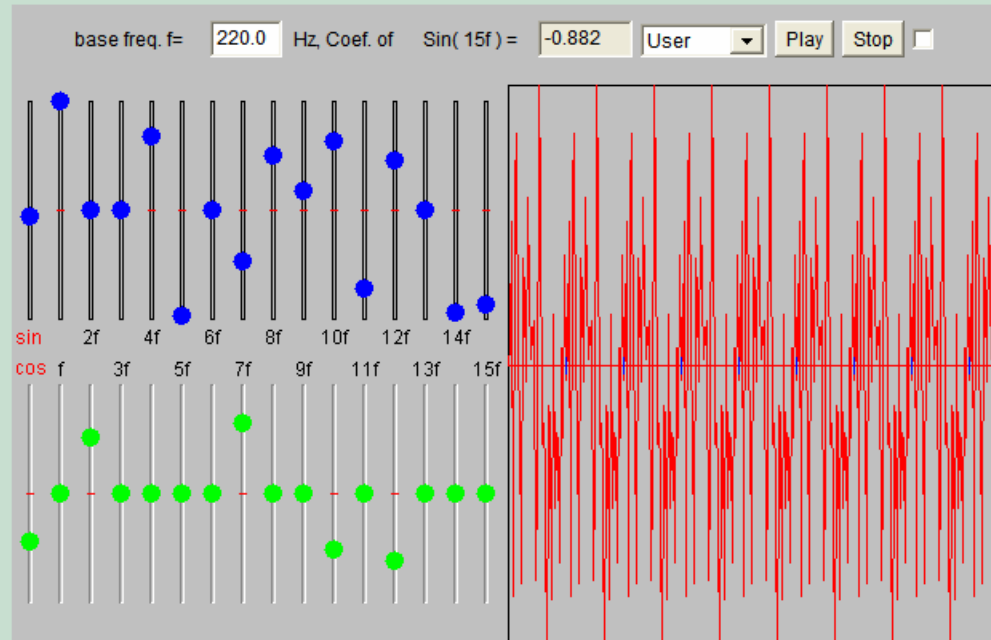 base freq. f= 220.0 Hz, Coef. of Sin( 15f ) = -0.882 User Play Stop
sin 2f 4f 6f 8f 10f 12f 14f
cos f 3f 5f 7f 9f 11f 13f 15f